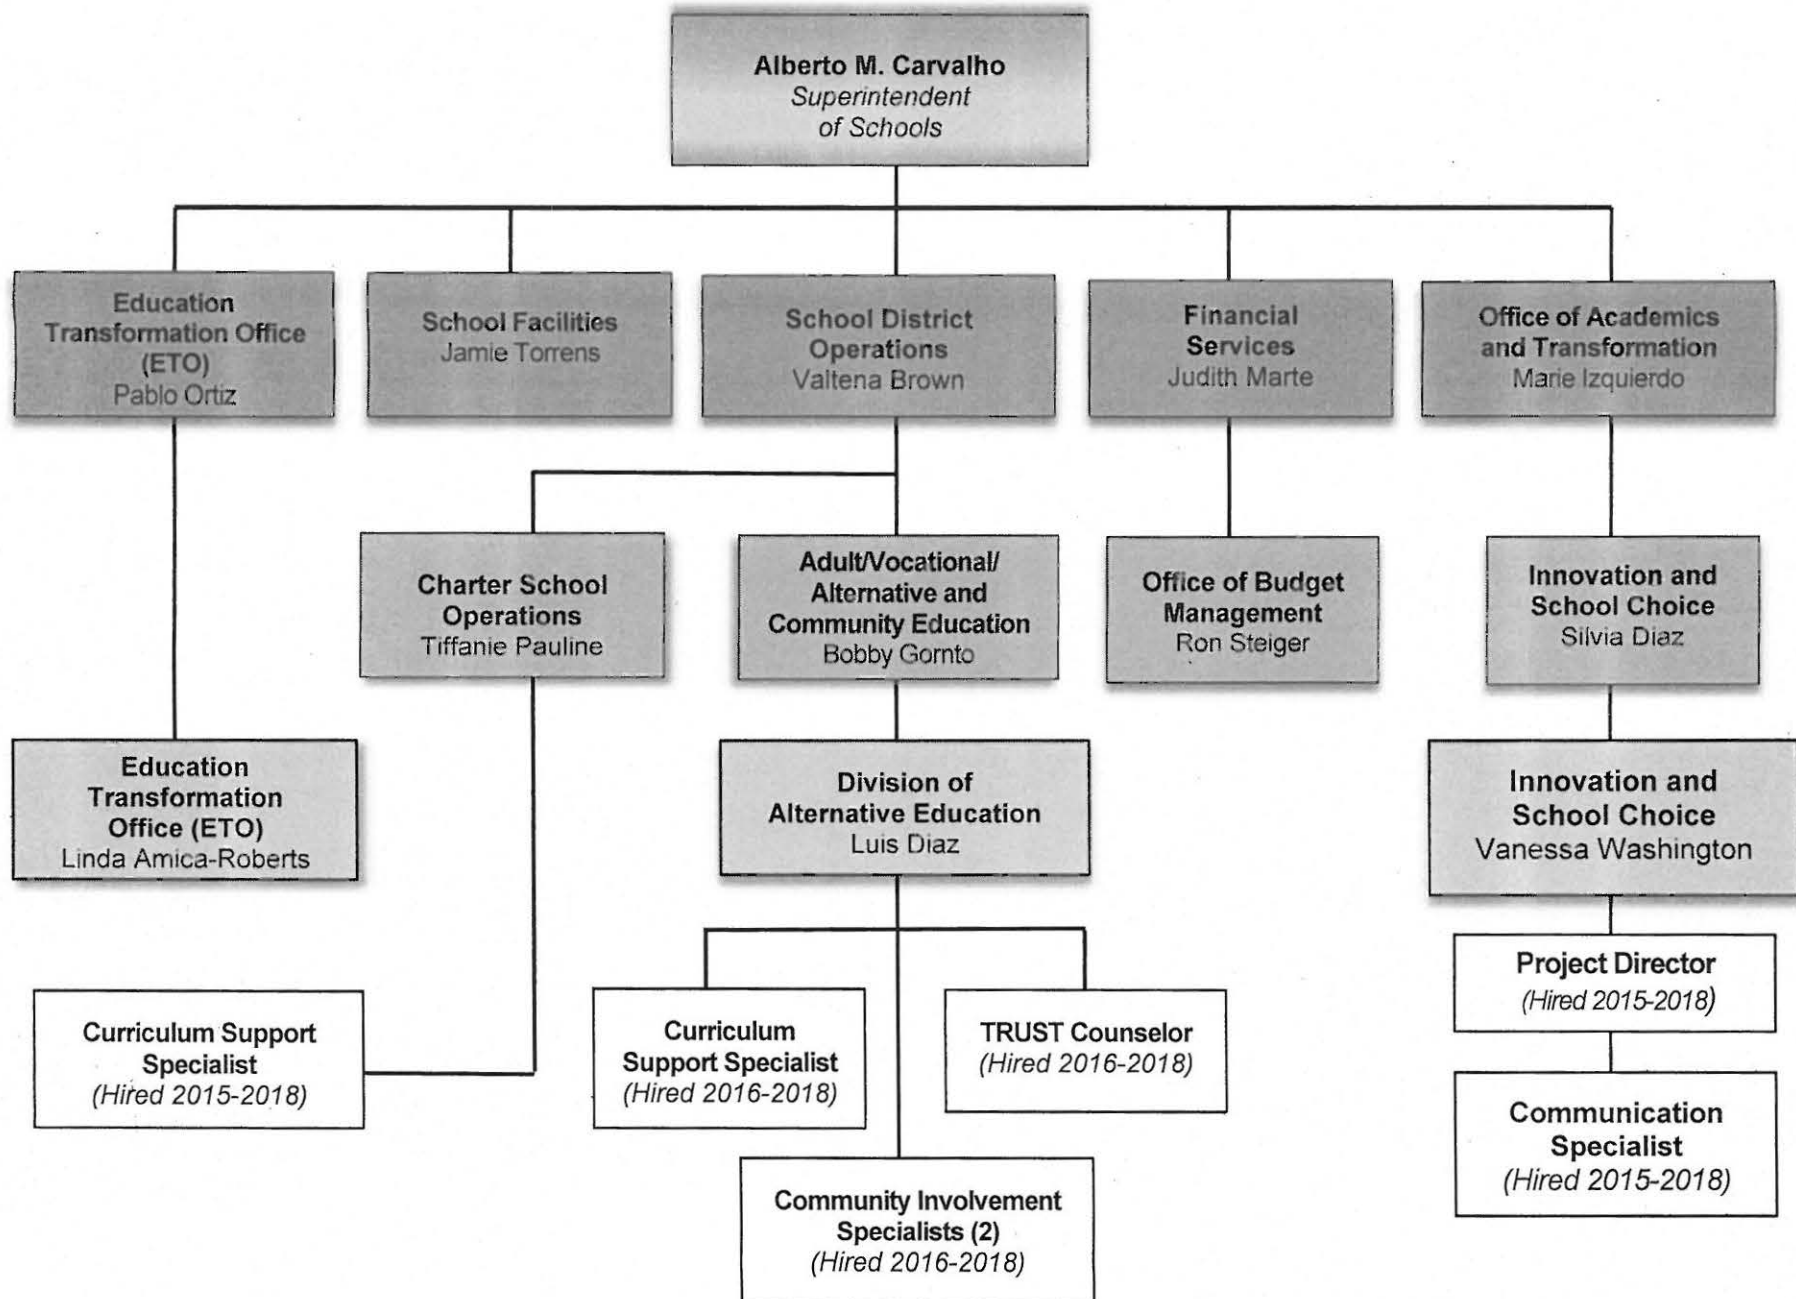 Alberto M. Carvalho
Superintendent
of Schools
Education
Transformation Office
(ETO)
Pablo Ortiz
School Facilities
Jamie Torrens
School District
Operations
Valtena Brown
Financial
Services
Judith Marte
Office of Academics
and Transformation
Marie Izquierdo
Charter School
Operations
Tiffanie Pauline
Adult/Vocational/
Alternative and
Community Education
Bobby Gornto
Office of Budget
Management
Ron Steiger
Innovation and
School Choice
Silvia Diaz
Education
Transformation
Office (ETO)
Linda Amica-Roberts
Division of
Alternative Education
Luis Diaz
Innovation and
School Choice
Vanessa Washington
Project Director
(Hired 2015-2018)
Curriculum Support
Specialist
(Hired 2015-2018)
Curriculum
Support Specialist
(Hired 2016-2018)
TRUST Counselor
(Hired 2016-2018)
Communication
Specialist
(Hired 2015-2018)
Community Involvement
Specialists (2)
(Hired 2016-2018)